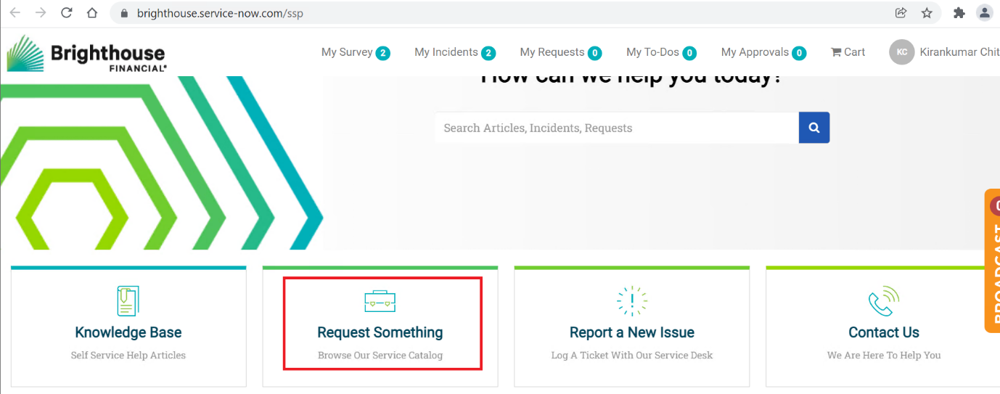 brighthouse.service-now.com/ssp
Brighthouse
FINANCIAL®
My Survey 2 My Incidents 2 My Requests 0 My To-Dos 0 My Approvals 0 Cart KC Kirankumar Chit
How can we help you today?
Search Articles, Incidents, Requests
BROADCAST
Knowledge Base
Self Service Help Articles
Request Something
Browse Our Service Catalog
Report a New Issue
Log A Ticket With Our Service Desk
Contact Us
We Are Here To Help You